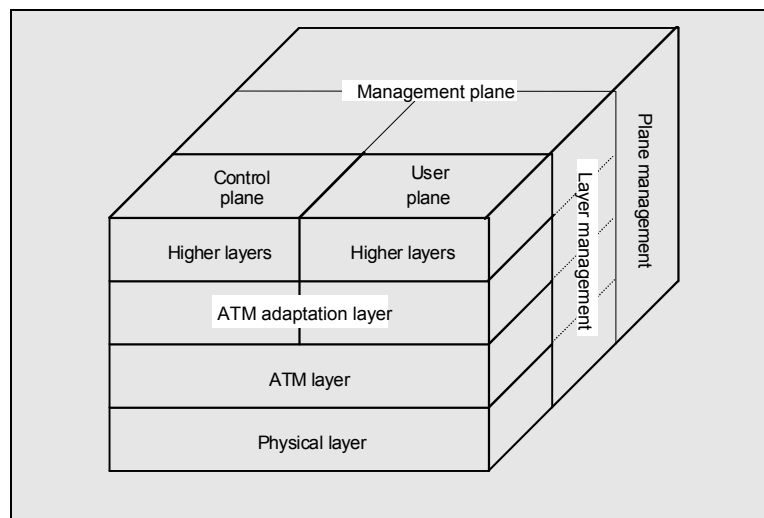 Management plane
Control
plane
User
plane
Plane management
Layer management
Higher layers
Higher layers
ATM adaptation layer
ATM layer
Physical layer